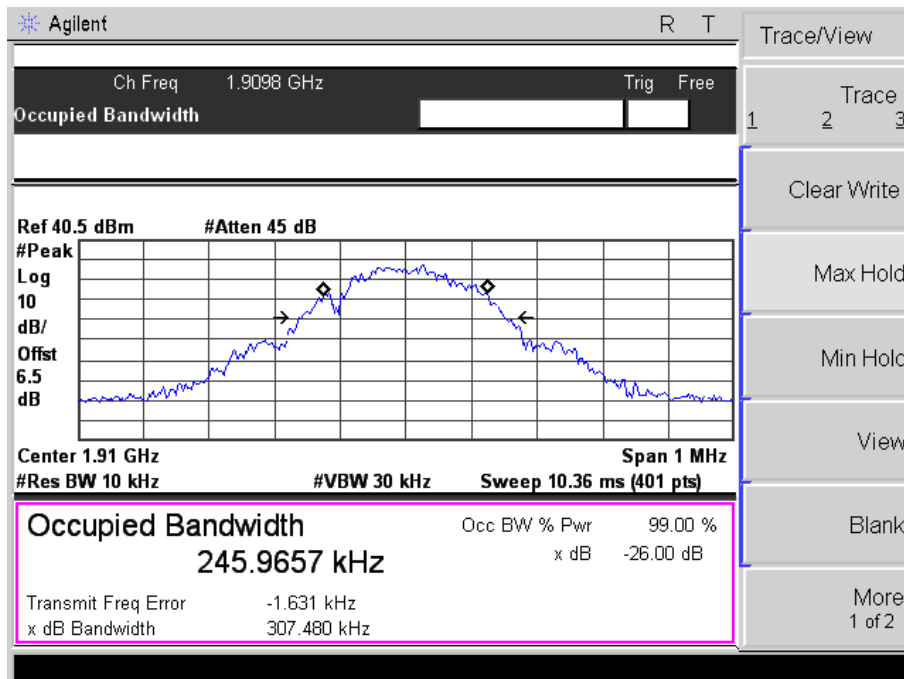 Agilent R T
Trace/View
Ch Freq 1.9098 GHz Trig Free
Occupied Bandwidth
Trace
1 2 3
Clear Write
Ref 40.5 dBm #Atten 45 dB
#Peak
Log
10
dB/
Offst
6.5
dB
Max Hold
Min Hold
Center 1.91 GHz Span 1 MHz
#Res BW 10 kHz #VBW 30 kHz Sweep 10.36 ms (401 pts)
View
Occupied Bandwidth
245.9657 kHz
Occ BW % Pwr 99.00 %
x dB -26.00 dB
Transmit Freq Error -1.631 kHz
x dB Bandwidth 307.480 kHz
Blank
More
1 of 2